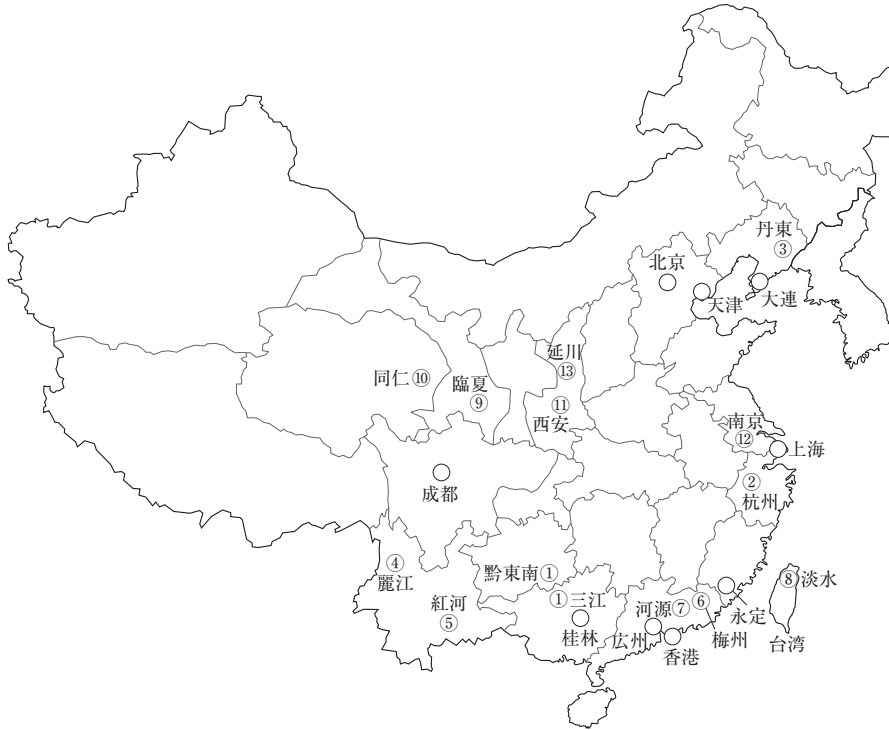 丹東
③
北京
天津
大連
延川
⑬
同仁⑩
臨夏
⑨
⑪
西安
南京
⑫
上海
成都
②
杭州
④
麗江
黔東南①
①三江
桂林
紅河
⑤
河源⑦
⑥
広州
香港
梅州
永定
⑧淡水
台湾